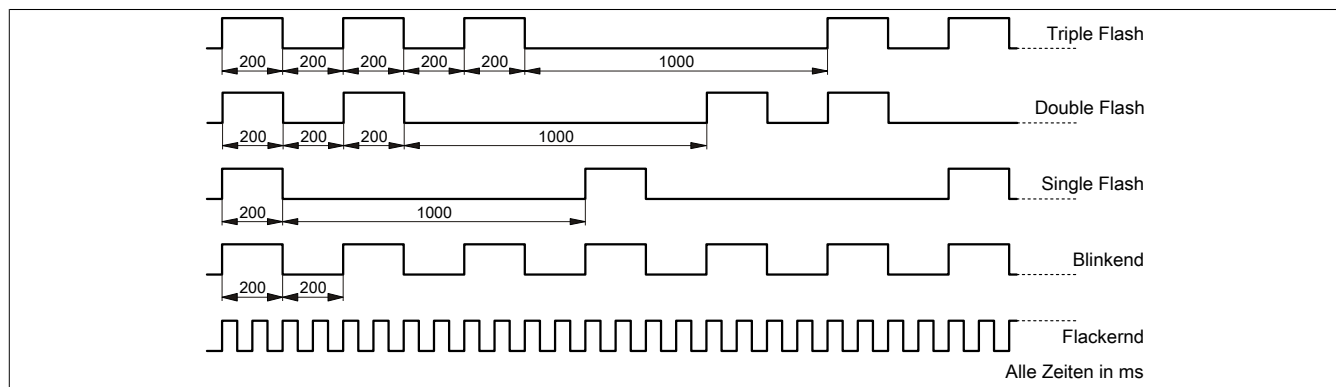 Triple Flash
200 200 200 200 200 1000
Double Flash
200 200 200 1000
Single Flash
200 1000
Blinkend
200 200
Flackernd
Alle Zeiten in ms